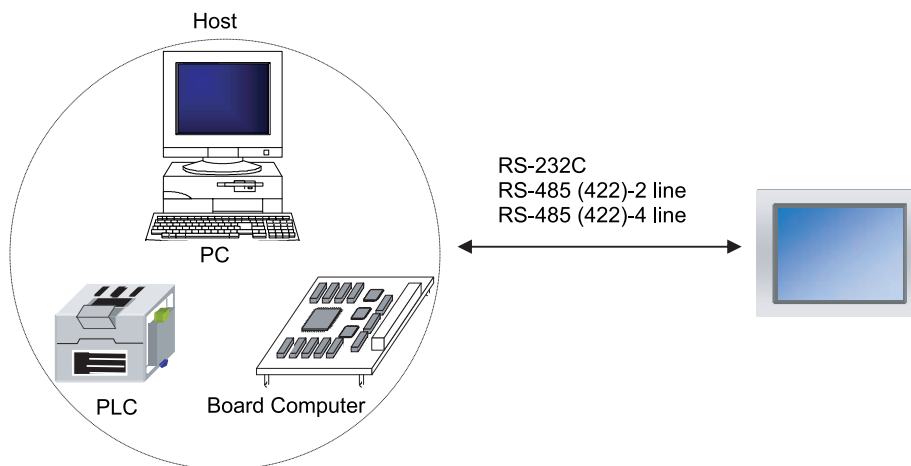 Host
RS-232C
RS-485 (422)-2 line
RS-485 (422)-4 line
PC
PLC
Board Computer